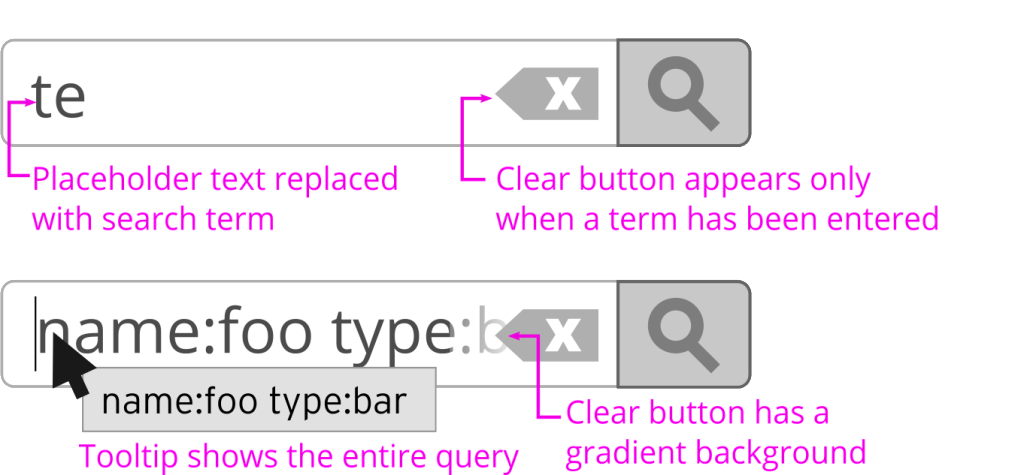 te
X
Placeholder text replaced
with search term
Clear button appears only
when a term has been entered
name:foo type:b
X
name:foo type:bar
Clear button has a
gradient background
Tooltip shows the entire query